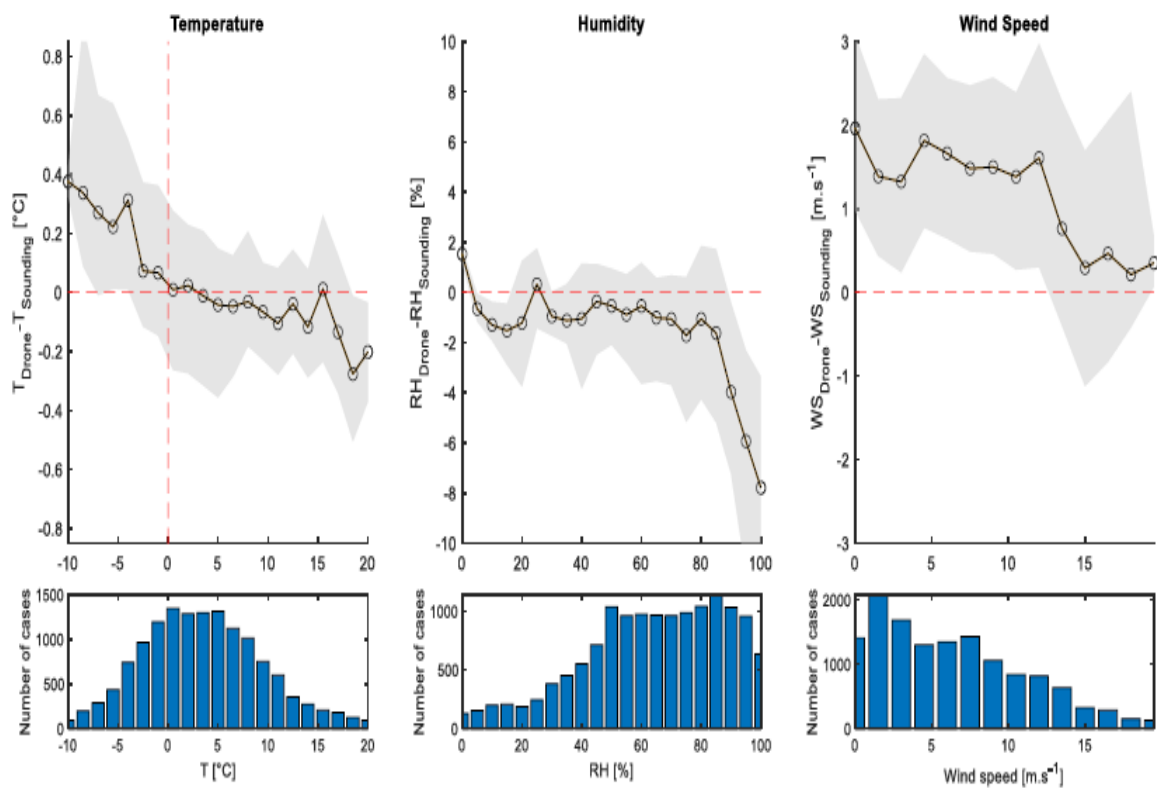 Temperature
Humidity
Wind Speed
T_Drone-T_Sounding [°C]
0.8
0.6
0.4
0.2
0
-0.2
-0.4
-0.6
-0.8
-10 -5 0 5 10 15 20
RH_Drone-RH_Sounding [%]
10
8
6
4
2
0
-2
-4
-6
-8
-10
0 20 40 60 80 100
WS_Drone-WS_Sounding [m.s⁻¹]
3
2
1
0
-1
-2
-3
0 5 10 15
Number of cases
1500
1000
500
0
-10 -5 0 5 10 15 20
T [°C]
Number of cases
1000
500
0
0 20 40 60 80 100
RH [%]
Number of cases
2000
1000
0
0 5 10 15
Wind speed [m.s⁻¹]